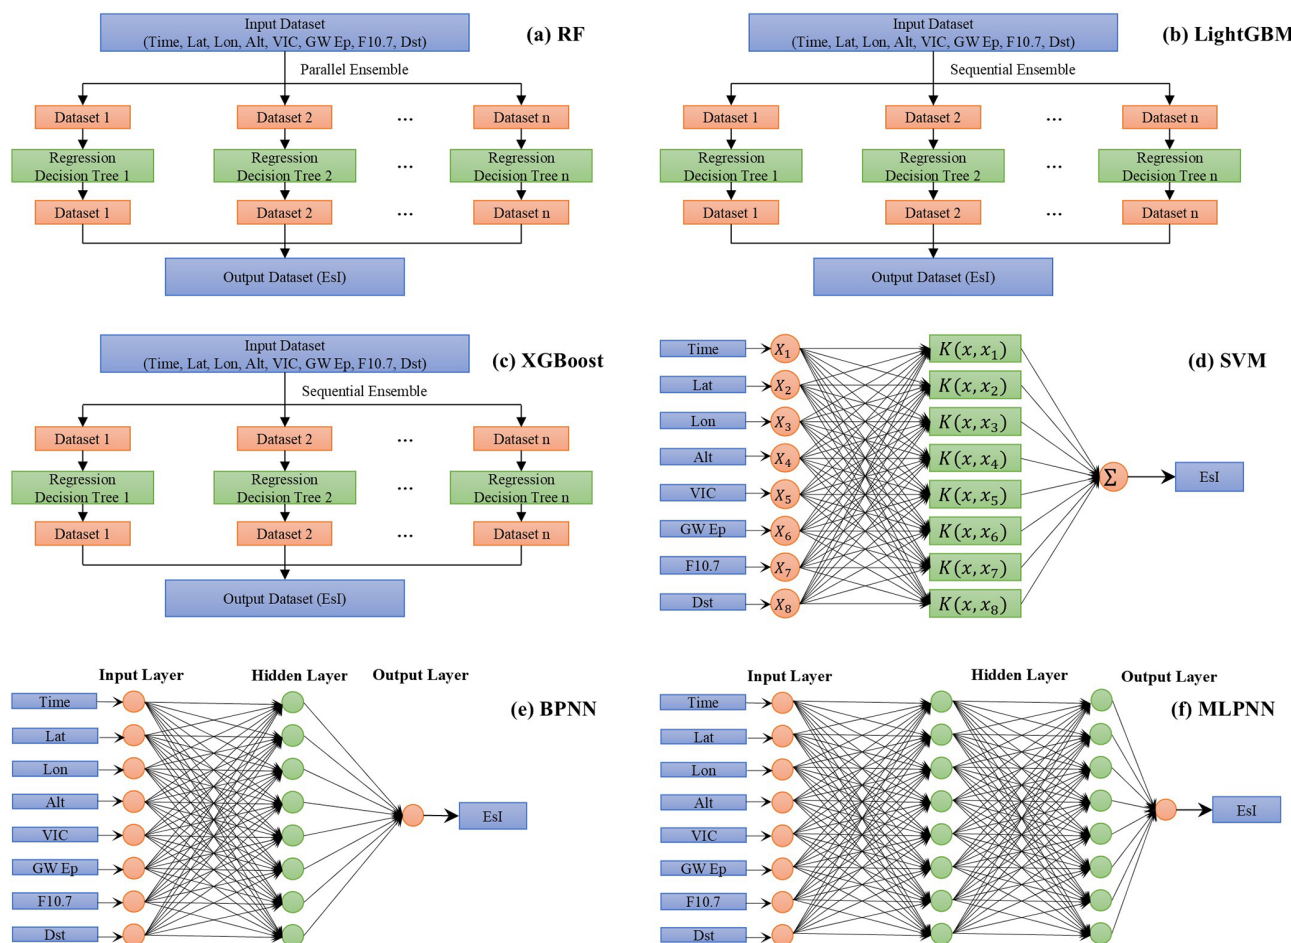 Input Dataset
(Time, Lat, Lon, Alt, VIC, GW Ep, F10.7, Dst)
(a) RF
Parallel Ensemble
Dataset 1
Dataset 2
...
Dataset n
Regression
Decision Tree 1
Regression
Decision Tree 2
...
Regression
Decision Tree n
Dataset 1
Dataset 2
...
Dataset n
Output Dataset (EsI)
Input Dataset
(Time, Lat, Lon, Alt, VIC, GW Ep, F10.7, Dst)
(b) LightGBM
Sequential Ensemble
Dataset 1
Dataset 2
...
Dataset n
Regression
Decision Tree 1
Regression
Decision Tree 2
...
Regression
Decision Tree n
Dataset 1
Dataset 2
...
Dataset n
Output Dataset (EsI)
Input Dataset
(Time, Lat, Lon, Alt, VIC, GW Ep, F10.7, Dst)
(c) XGBoost
Sequential Ensemble
Dataset 1
Dataset 2
...
Dataset n
Regression
Decision Tree 1
Regression
Decision Tree 2
...
Regression
Decision Tree n
Dataset 1
Dataset 2
...
Dataset n
Output Dataset (EsI)
(d) SVM
Time X₁ K(x, x₁)
Lat X₂ K(x, x₂)
Lon X₃ K(x, x₃)
Alt X₄ K(x, x₄)
VIC X₅ K(x, x₅)
GW Ep X₆ K(x, x₆)
F10.7 X₇ K(x, x₇)
Dst X₈ K(x, x₈)
Σ
EsI
Input Layer
Hidden Layer
Output Layer
(e) BPNN
Time
Lat
Lon
Alt
VIC
GW Ep
F10.7
Dst
EsI
Input Layer
Hidden Layer
Output Layer
(f) MLPNN
Time
Lat
Lon
Alt
VIC
GW Ep
F10.7
Dst
EsI